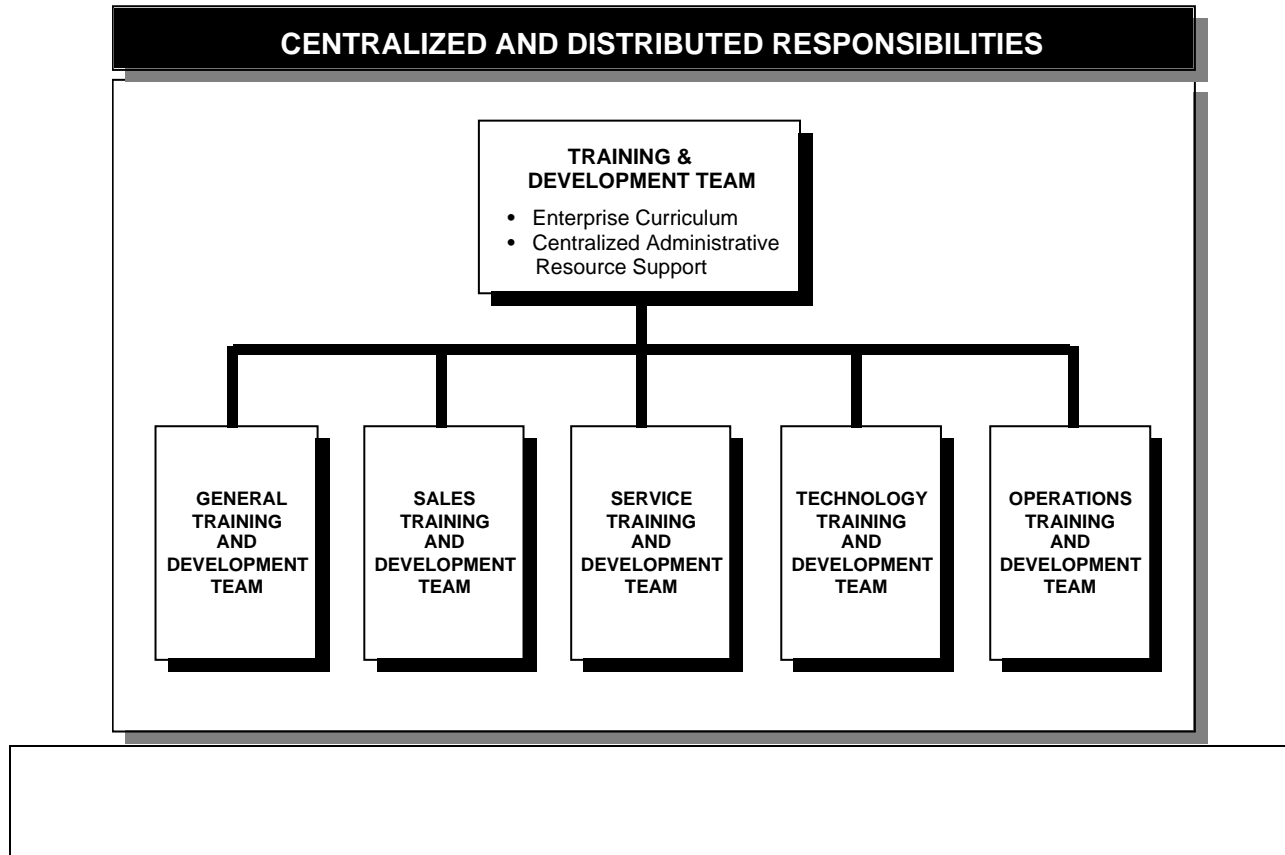 CENTRALIZED AND DISTRIBUTED RESPONSIBILITIES
TRAINING &
DEVELOPMENT TEAM
• Enterprise Curriculum
• Centralized Administrative
Resource Support
GENERAL
TRAINING
AND
DEVELOPMENT
TEAM
SALES
TRAINING
AND
DEVELOPMENT
TEAM
SERVICE
TRAINING
AND
DEVELOPMENT
TEAM
TECHNOLOGY
TRAINING
AND
DEVELOPMENT
TEAM
OPERATIONS
TRAINING
AND
DEVELOPMENT
TEAM